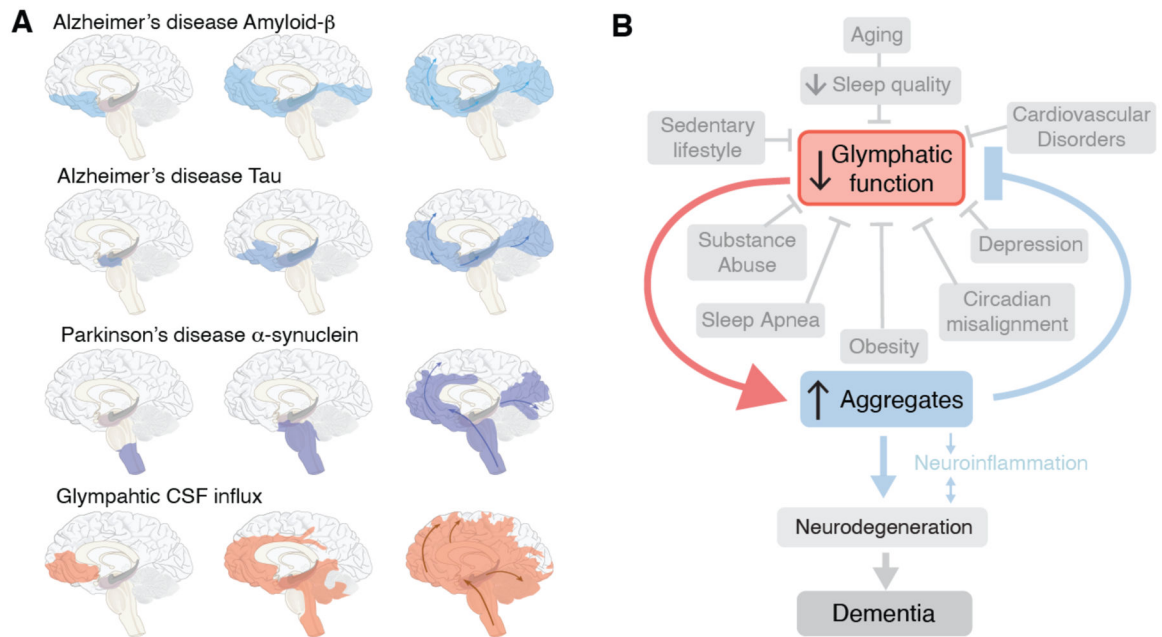 A
Alzheimer's disease Amyloid-β
Alzheimer's disease Tau
Parkinson's disease α-synuclein
Glympahtic CSF influx
B
Aging
↓ Sleep quality
Sedentary
lifestyle
Cardiovascular
Disorders
↓ Glymphatic
function
Substance
Abuse
Depression
Sleep Apnea
Circadian
misalignment
Obesity
↑ Aggregates
Neuroinflammation
Neurodegeneration
Dementia